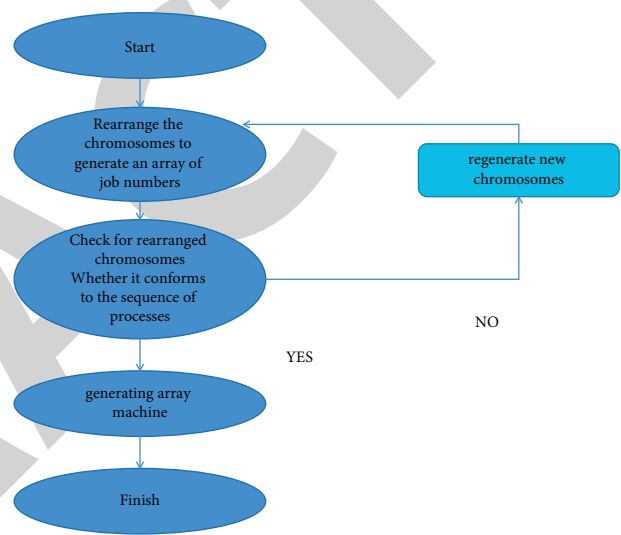 Start
Rearrange the
chromosomes to
generate an array of
job numbers
regenerate new
chromosomes
Check for rearranged
chromosomes
Whether it conforms
to the sequence of
processes
NO
YES
generating array
machine
Finish